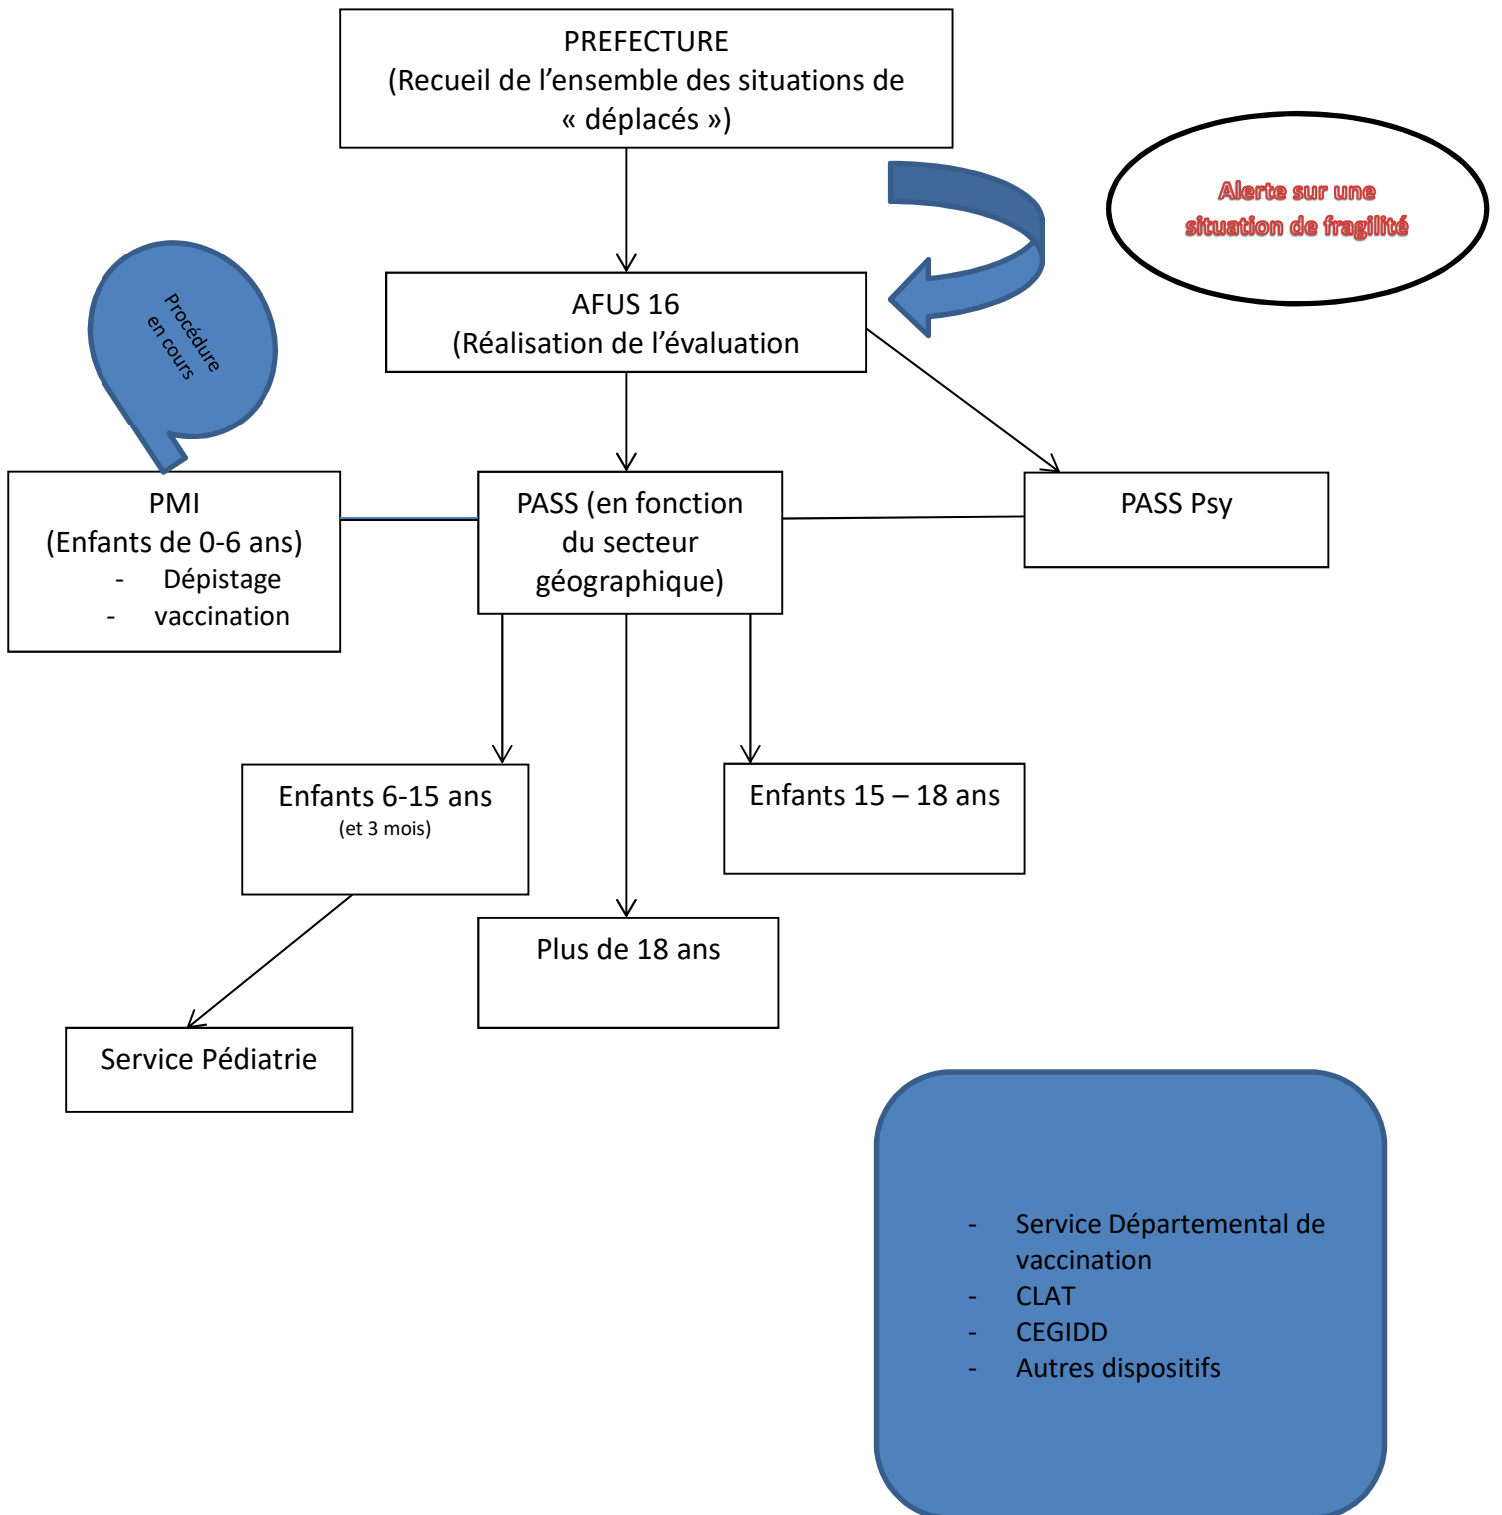 PREFECTURE
(Recueil de l’ensemble des situations de
« déplacés »)
Alerte sur une
situation de fragilité
AFUS 16
(Réalisation de l’évaluation
Procédure
en cours
PMI
(Enfants de 0-6 ans)
- Dépistage
- vaccination
PASS (en fonction
du secteur
géographique)
PASS Psy
Enfants 6-15 ans
(et 3 mois)
Enfants 15 – 18 ans
Plus de 18 ans
Service Pédiatrie
- Service Départemental de
vaccination
- CLAT
- CEGIDD
- Autres dispositifs